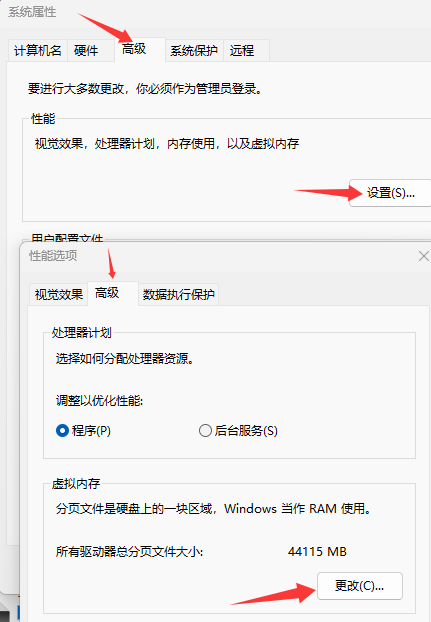 系统属性
计算机名 硬件 高级 系统保护 远程
要进行大多数更改，你必须作为管理员登录。
性能
视觉效果，处理器计划，内存使用，以及虚拟内存
设置(S)...
用户配置文件
性能选项
视觉效果 高级 数据执行保护
处理器计划
选择如何分配处理器资源。
调整以优化性能:
程序(P) 后台服务(S)
虚拟内存
分页文件是硬盘上的一块区域，Windows 当作 RAM 使用。
所有驱动器总分页文件大小: 44115 MB
更改(C)...